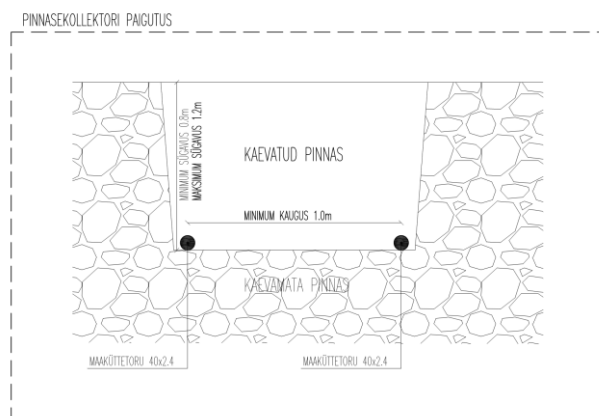 PINNASEKOLLEKTORI PAIGUTUS
MINIMUM SÜGAVUS 0.8m
MAKSIMUM SÜGAVUS 1.2m
KAEVATUD PINNAS
MINIMUM KAUGUS 1.0m
KAEVAMATA PINNAS
MAAKÜTTETORU 40x2.4
MAAKÜTTETORU 40x2.4